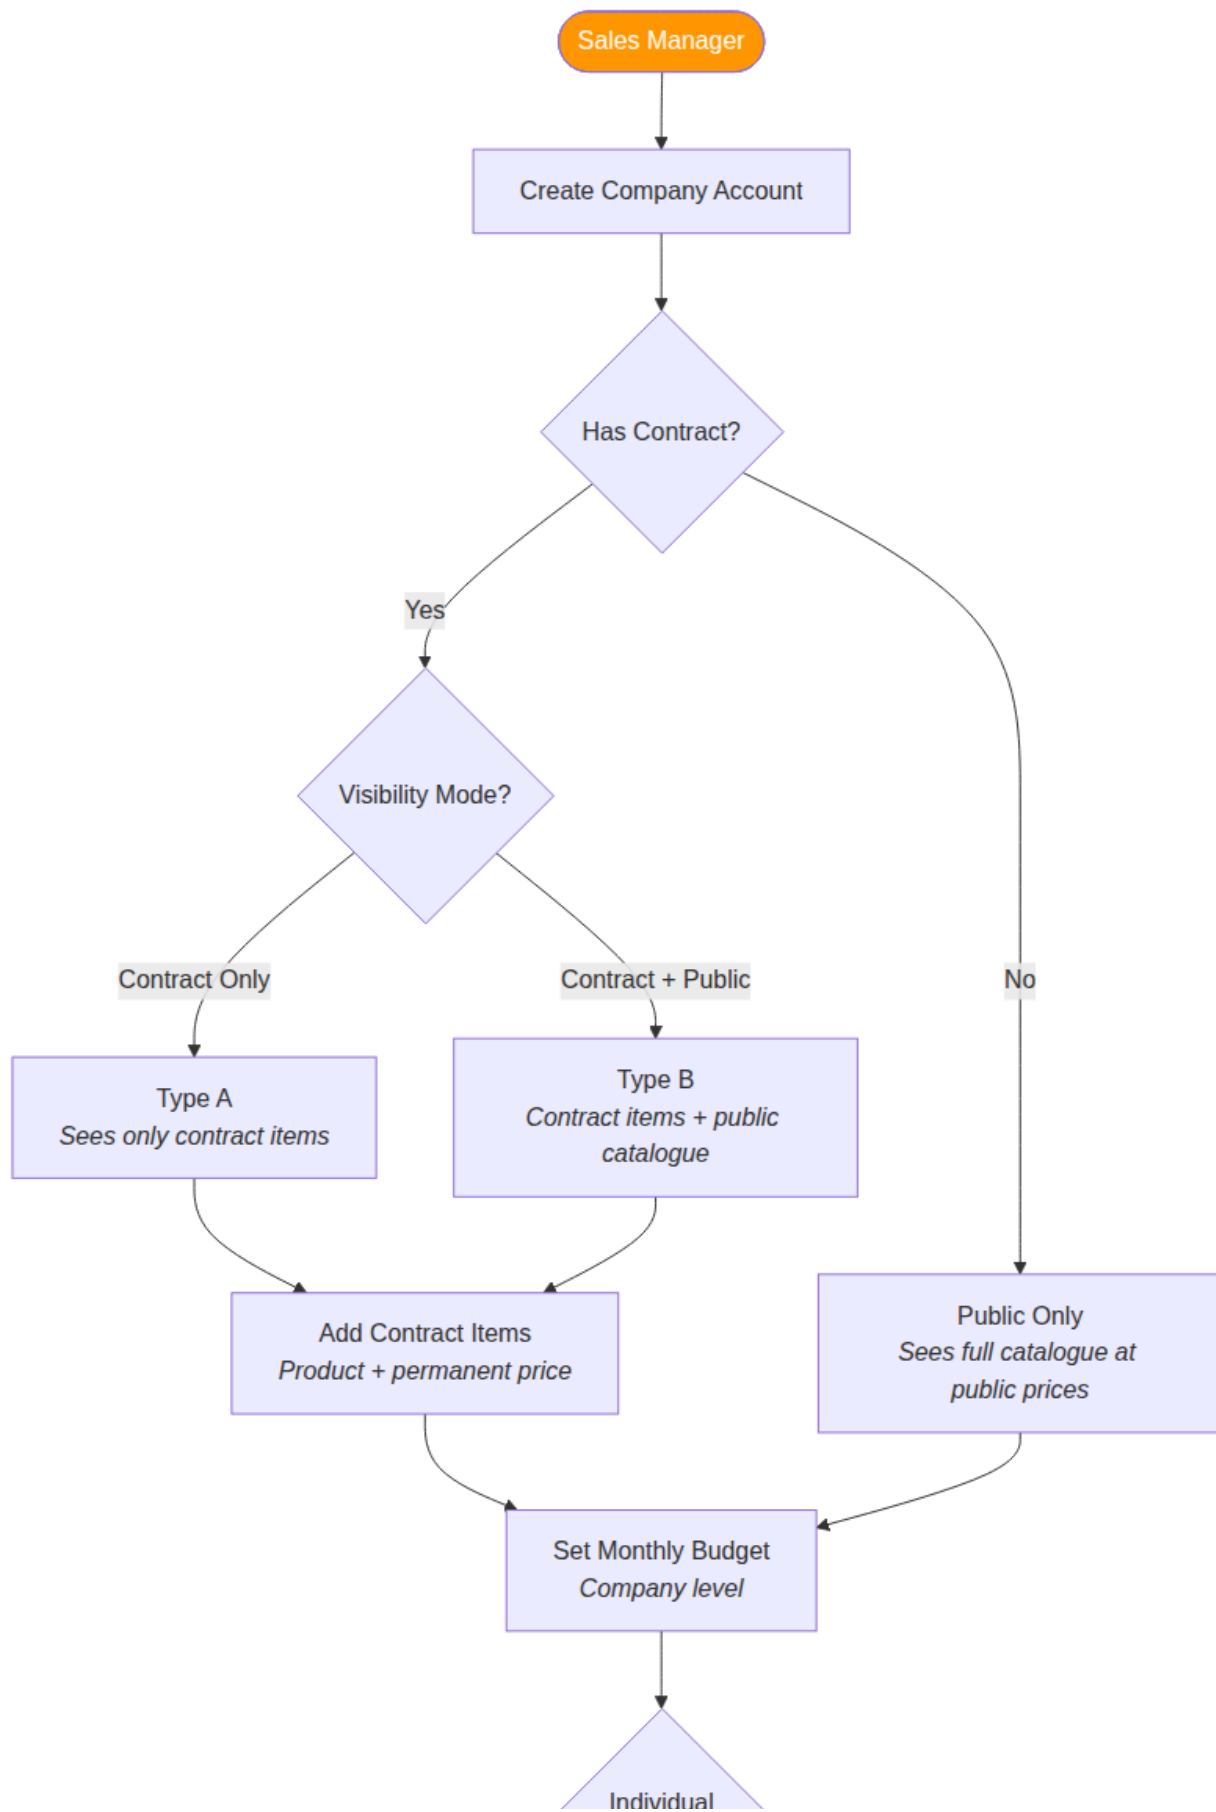 Sales Manager
Create Company Account
Has Contract?
Yes
Visibility Mode?
Contract Only
Contract + Public
No
Type A
Sees only contract items
Type B
Contract items + public
catalogue
Add Contract Items
Product + permanent price
Public Only
Sees full catalogue at
public prices
Set Monthly Budget
Company level
Individual